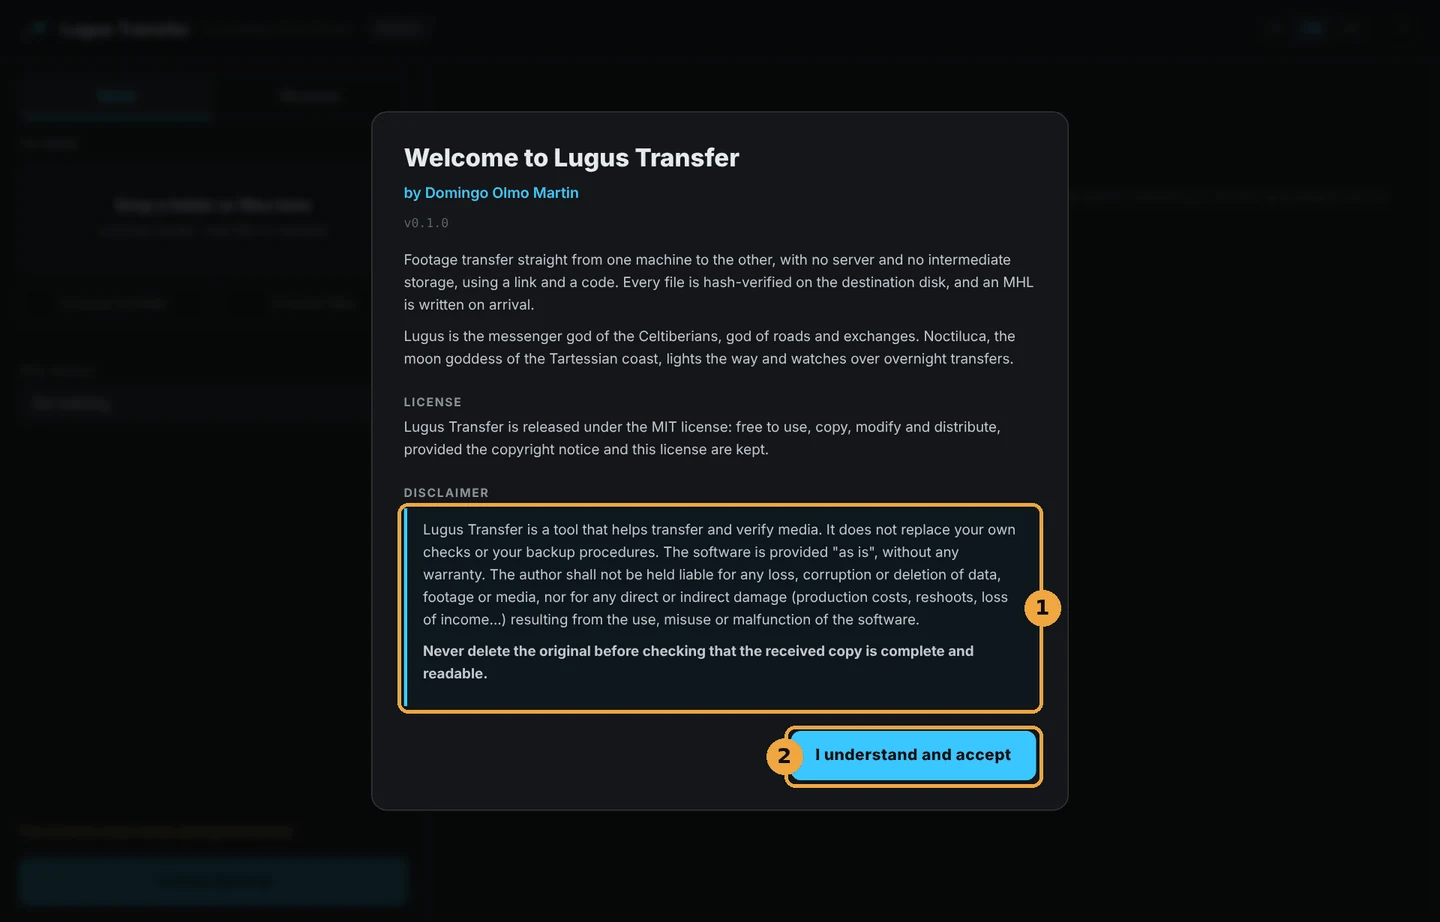 Lugus Transfer
Welcome to Lugus Transfer
by Domingo Olmo Martin
v0.1.0
Footage transfer straight from one machine to the other, with no server and no intermediate
storage, using a link and a code. Every file is hash-verified on the destination disk, and an MHL
is written on arrival.
Lugus is the messenger god of the Celtiberians, god of roads and exchanges. Noctiluca, the
moon goddess of the Tartessian coast, lights the way and watches over overnight transfers.
LICENSE
Lugus Transfer is released under the MIT license: free to use, copy, modify and distribute,
provided the copyright notice and this license are kept.
DISCLAIMER
Lugus Transfer is a tool that helps transfer and verify media. It does not replace your own
checks or your backup procedures. The software is provided "as is", without any
warranty. The author shall not be held liable for any loss, corruption or deletion of data,
footage or media, nor for any direct or indirect damage (production costs, reshoots, loss
of income...) resulting from the use, misuse or malfunction of the software.
1
Never delete the original before checking that the received copy is complete and
readable.
2
I understand and accept